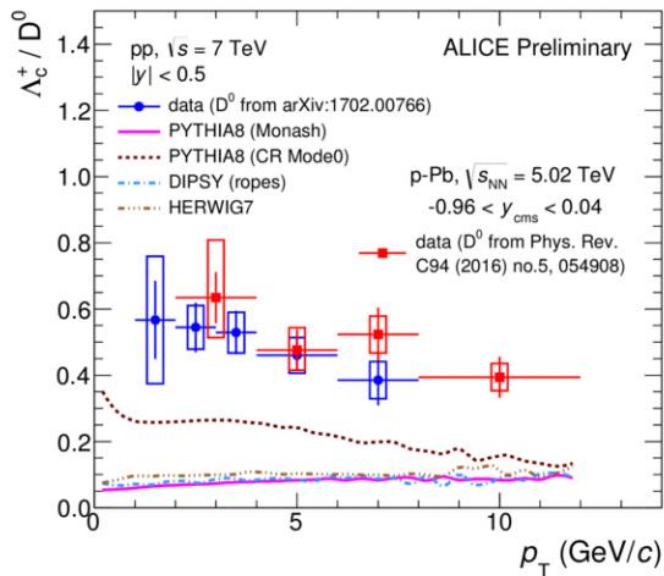 Λc+ / D0
1.4
1.2
1.0
0.8
0.6
0.4
0.2
0.0
pp, √s = 7 TeV
|y| < 0.5
ALICE Preliminary
data (D0 from arXiv:1702.00766)
PYTHIA8 (Monash)
PYTHIA8 (CR Mode0)
DIPSY (ropes)
HERWIG7
p-Pb, √sNN = 5.02 TeV
-0.96 < ycms < 0.04
data (D0 from Phys. Rev.
C94 (2016) no.5, 054908)
0 5 10
pT (GeV/c)